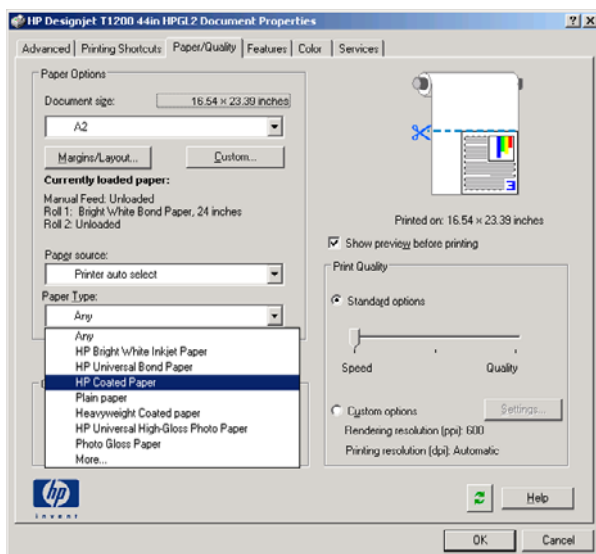 HP Designjet T1200 44in HPGL2 Document Properties
Advanced
Printing Shortcuts
Paper/Quality
Features
Color
Services
Paper Options
Document size:
16.54 × 23.39 inches
A2
Margins/Layout...
Custom...
Currently loaded paper:
Manual Feed: Unloaded
Roll 1: Bright White Bond Paper, 24 inches
Roll 2: Unloaded
Paper source:
Printer auto select
Paper Type:
Any
Any
HP Bright White Inkjet Paper
HP Universal Bond Paper
HP Coated Paper
Plain paper
Heavyweight Coated paper
HP Universal High-Gloss Photo Paper
Photo Gloss Paper
More...
3
Printed on: 16.54 × 23.39 inches
Show preview before printing
Print Quality
Standard options
Speed
Quality
Custom options
Settings...
Rendering resolution (ppi): 600
Printing resolution (dpi): Automatic
hp
invent
Help
OK
Cancel